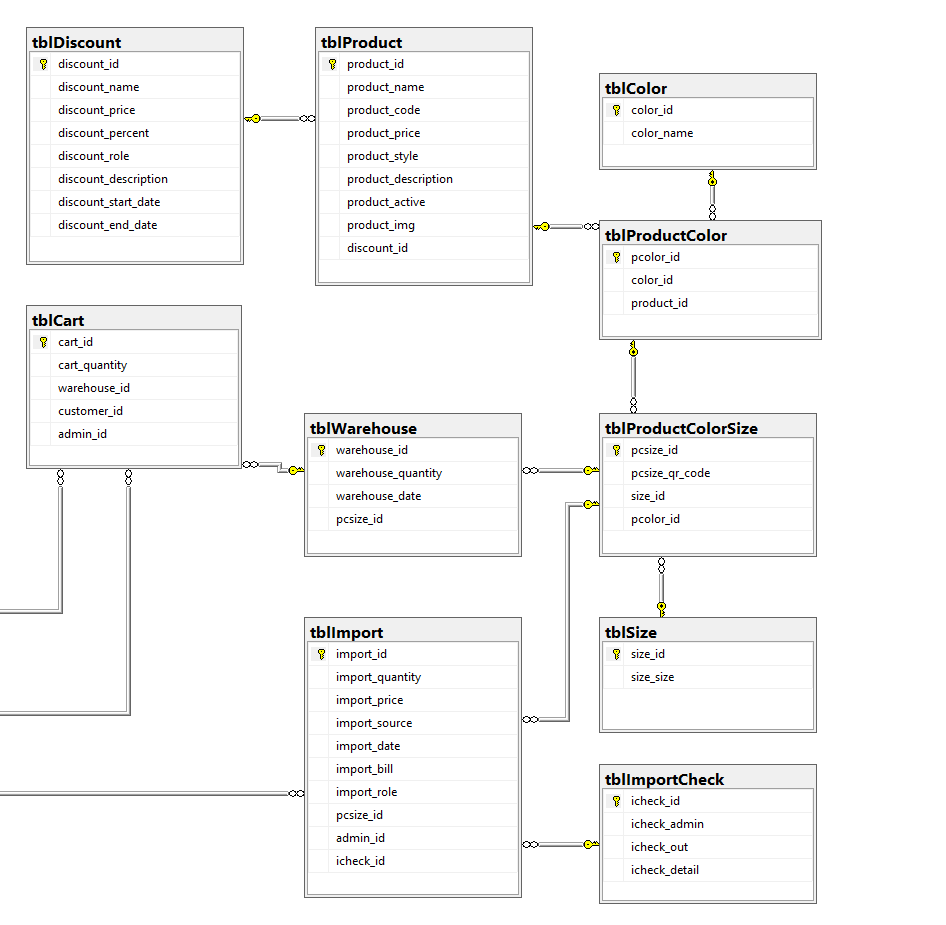 tblDiscount
discount_id
discount_name
discount_price
discount_percent
discount_role
discount_description
discount_start_date
discount_end_date
tblProduct
product_id
product_name
product_code
product_price
product_style
product_description
product_active
product_img
discount_id
tblColor
color_id
color_name
tblProductColor
pcolor_id
color_id
product_id
tblCart
cart_id
cart_quantity
warehouse_id
customer_id
admin_id
tblWarehouse
warehouse_id
warehouse_quantity
warehouse_date
pcsize_id
tblProductColorSize
pcsize_id
pcsize_qr_code
size_id
pcolor_id
tblImport
import_id
import_quantity
import_price
import_source
import_date
import_bill
import_role
pcsize_id
admin_id
icheck_id
tblSize
size_id
size_size
tblImportCheck
icheck_id
icheck_admin
icheck_out
icheck_detail